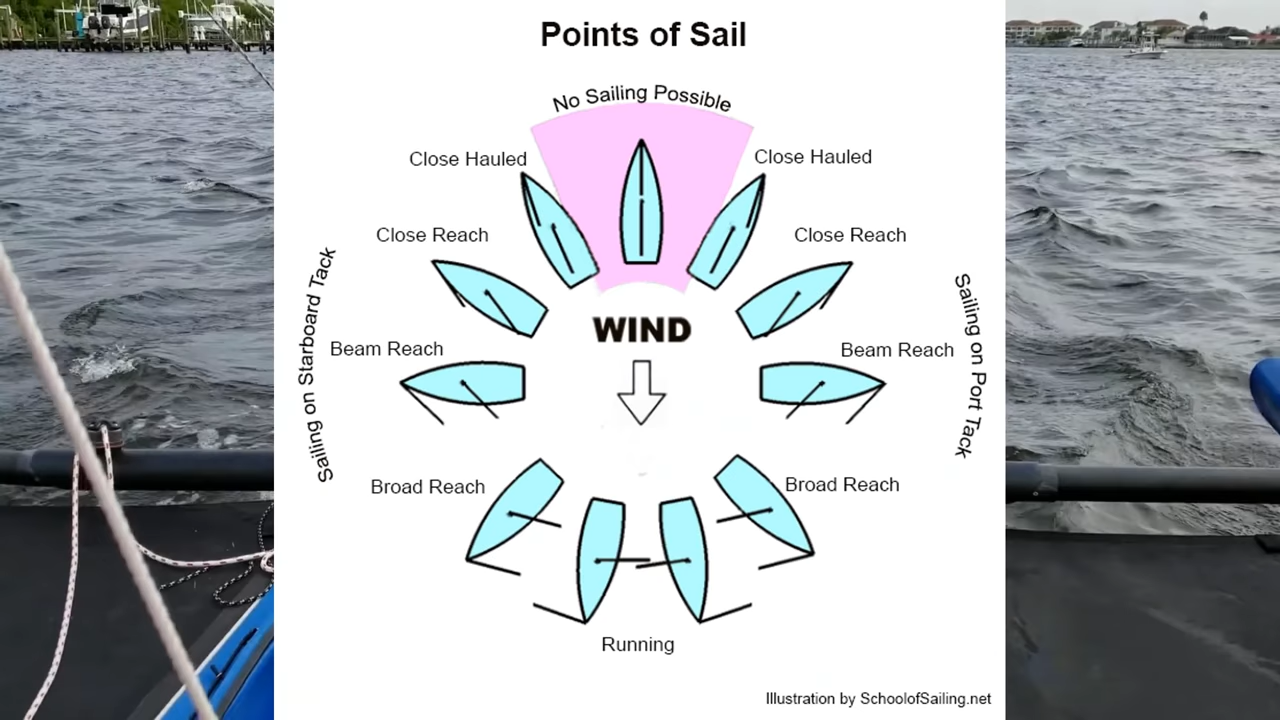 Points of Sail
No Sailing Possible
Close Hauled
Close Hauled
Close Reach
Close Reach
Sailing on Starboard Tack
Sailing on Port Tack
WIND
Beam Reach
Beam Reach
Broad Reach
Broad Reach
Running
Illustration by SchoolofSailing.net